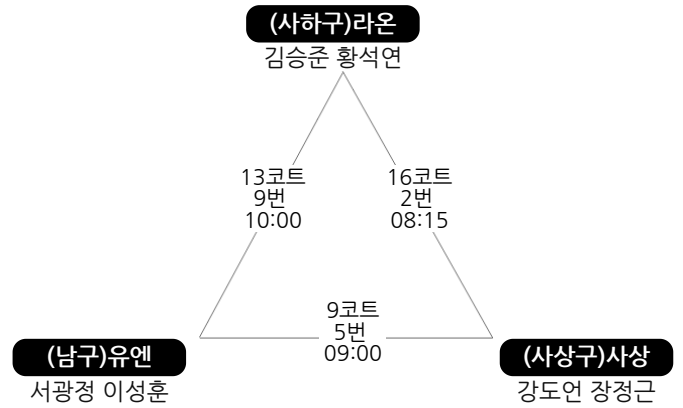 (사하구)라온
김승준 황석연
13코트
9번
10:00
16코트
2번
08:15
9코트
5번
09:00
(남구)유엔
서광정 이성훈
(사상구)사상
강도언 장정근